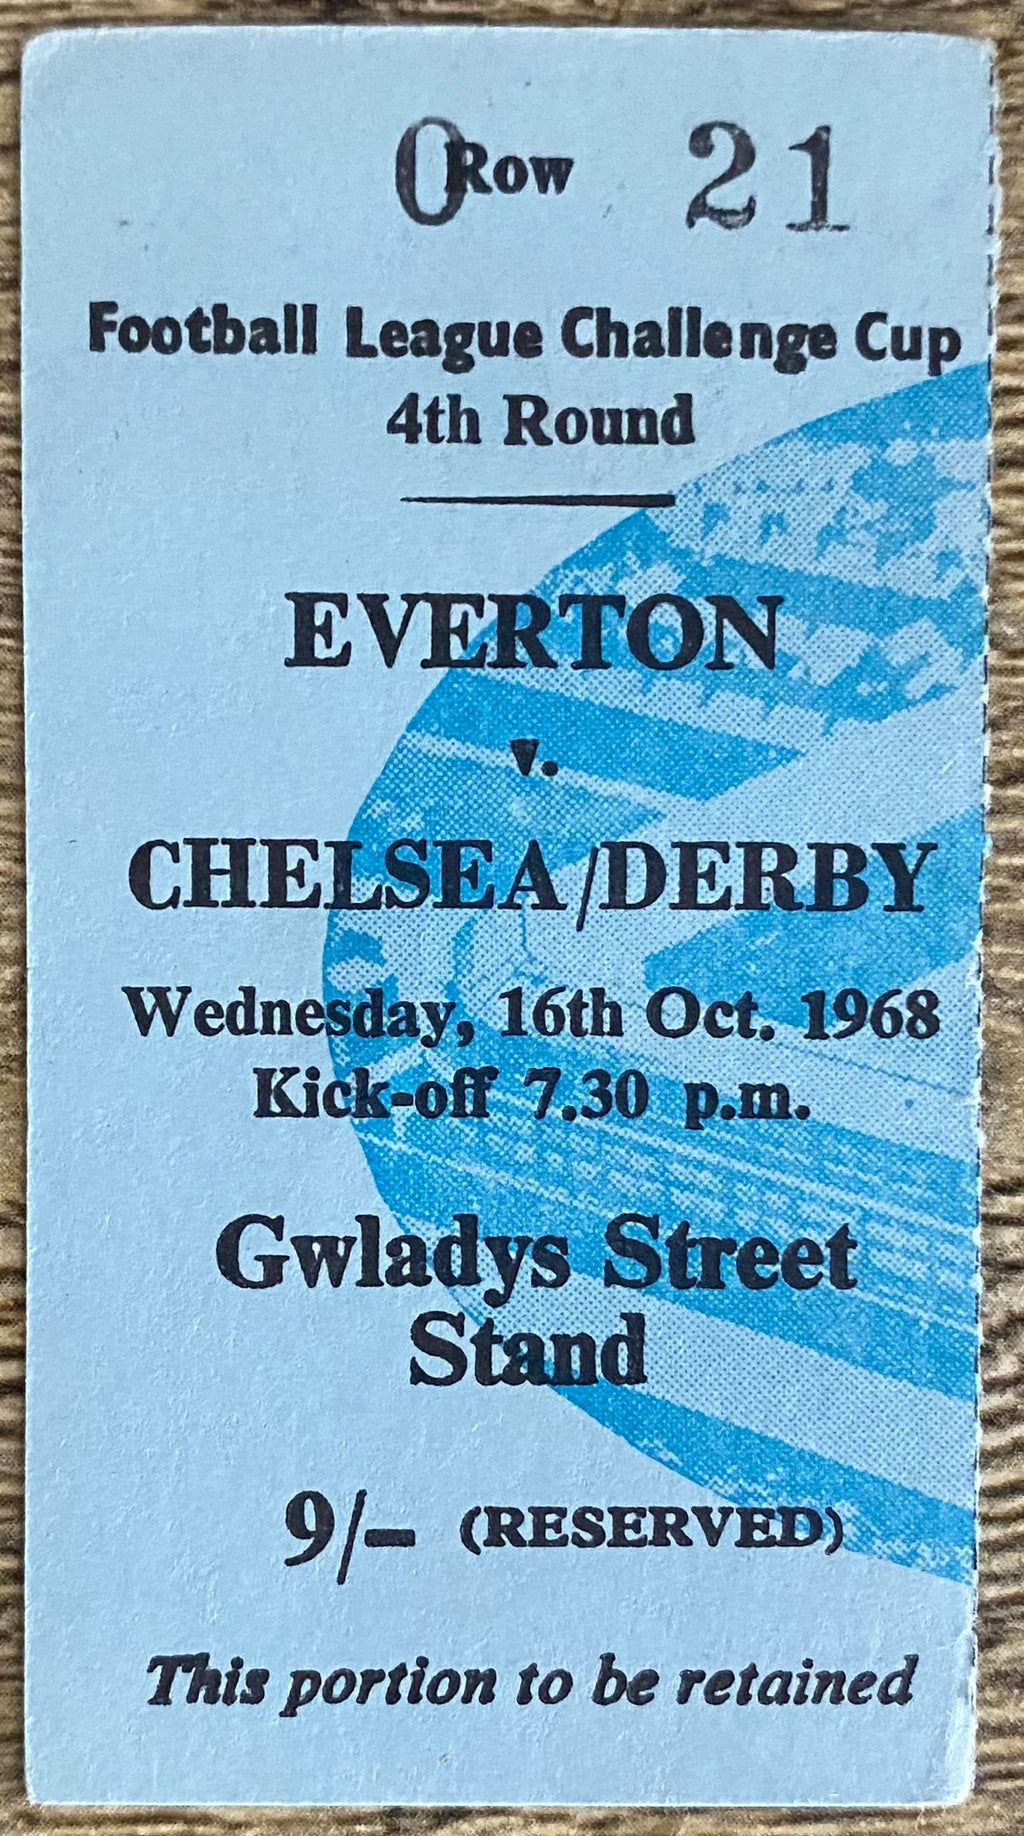 O Row 21
Football League Challenge Cup
4th Round
EVERTON
v.
CHELSEA/DERBY
Wednesday, 16th Oct. 1968
Kick-off 7.30 p.m.
Gwladys Street
Stand
9/- (RESERVED)
This portion to be retained